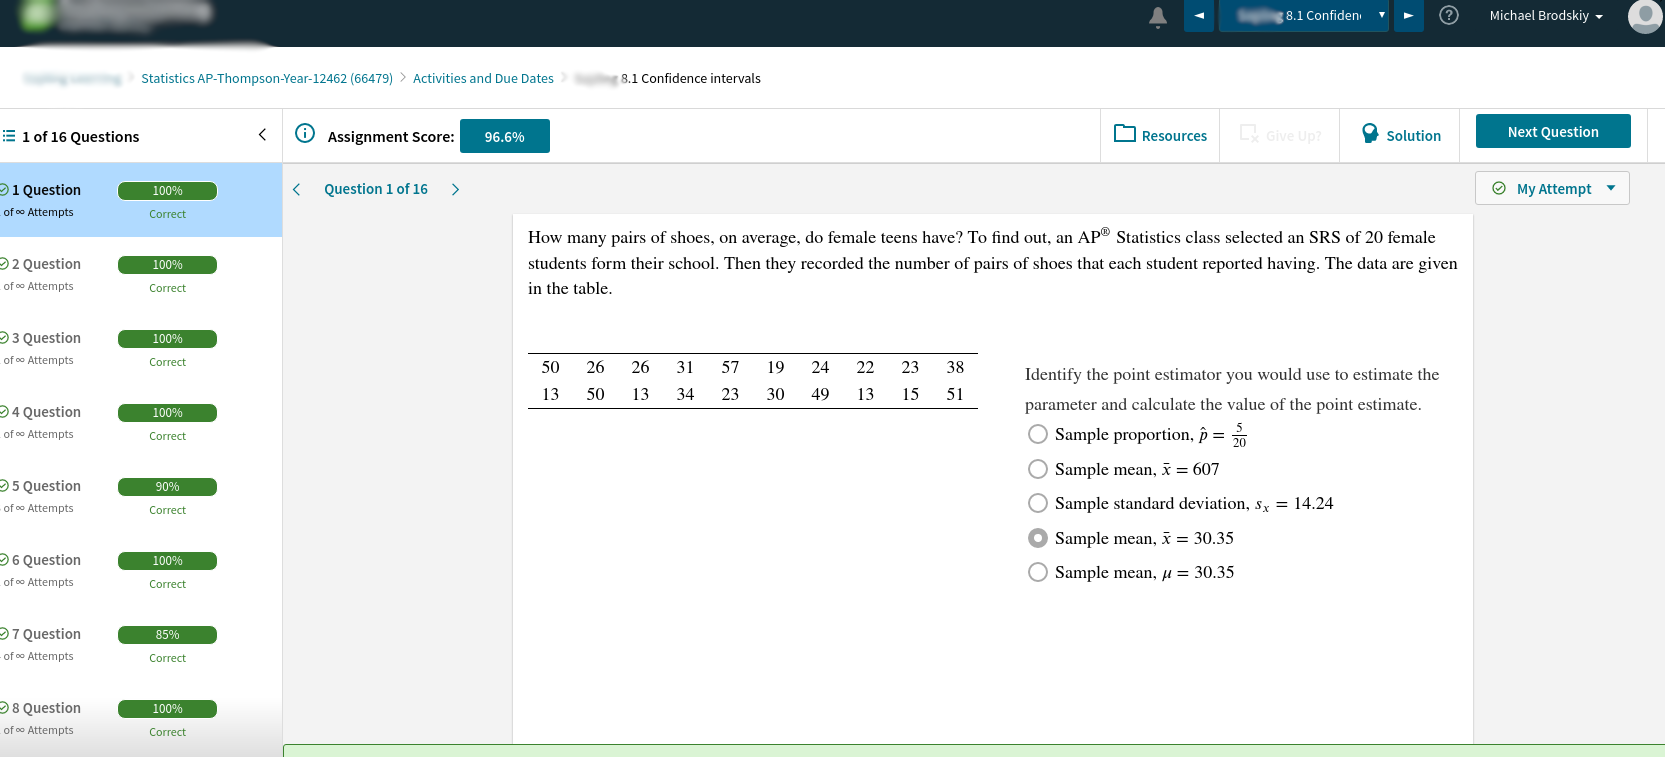 8.1 Confiden
Michael Brodskiy
Statistics AP-Thompson-Year-12462 (66479) > Activities and Due Dates > 8.1 Confidence intervals
1 of 16 Questions
Assignment Score: 96.6%
Resources
Give Up?
Solution
Next Question
1 Question 100%
of ∞ Attempts Correct
2 Question 100%
of ∞ Attempts Correct
3 Question 100%
of ∞ Attempts Correct
4 Question 100%
of ∞ Attempts Correct
5 Question 90%
of ∞ Attempts Correct
6 Question 100%
of ∞ Attempts Correct
7 Question 85%
of ∞ Attempts Correct
8 Question 100%
of ∞ Attempts Correct
Question 1 of 16
My Attempt
How many pairs of shoes, on average, do female teens have? To find out, an AP® Statistics class selected an SRS of 20 female
students form their school. Then they recorded the number of pairs of shoes that each student reported having. The data are given
in the table.
50 26 26 31 57 19 24 22 23 38
13 50 13 34 23 30 49 13 15 51
Identify the point estimator you would use to estimate the
parameter and calculate the value of the point estimate.
Sample proportion, p̂ = 5/20
Sample mean, x̄ = 607
Sample standard deviation, sₓ = 14.24
Sample mean, x̄ = 30.35
Sample mean, μ = 30.35